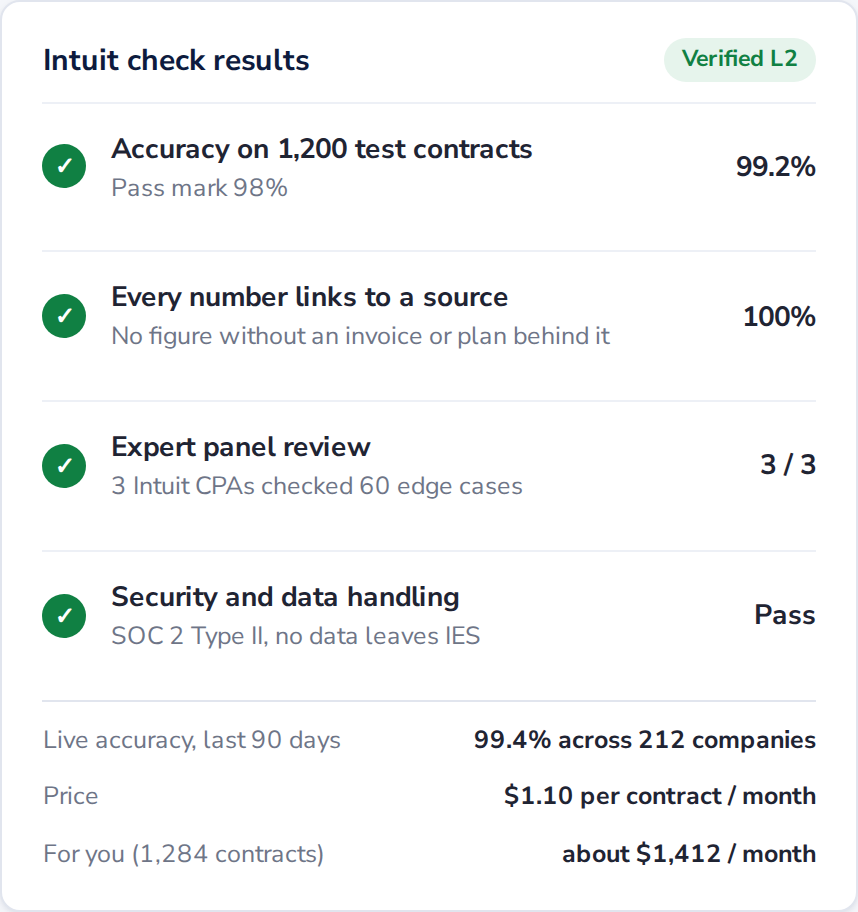 Intuit check results
Verified L2
✓
Accuracy on 1,200 test contracts
99.2%
Pass mark 98%
✓
Every number links to a source
100%
No figure without an invoice or plan behind it
✓
Expert panel review
3 / 3
3 Intuit CPAs checked 60 edge cases
✓
Security and data handling
Pass
SOC 2 Type II, no data leaves IES
Live accuracy, last 90 days
99.4% across 212 companies
Price
$1.10 per contract / month
For you (1,284 contracts)
about $1,412 / month